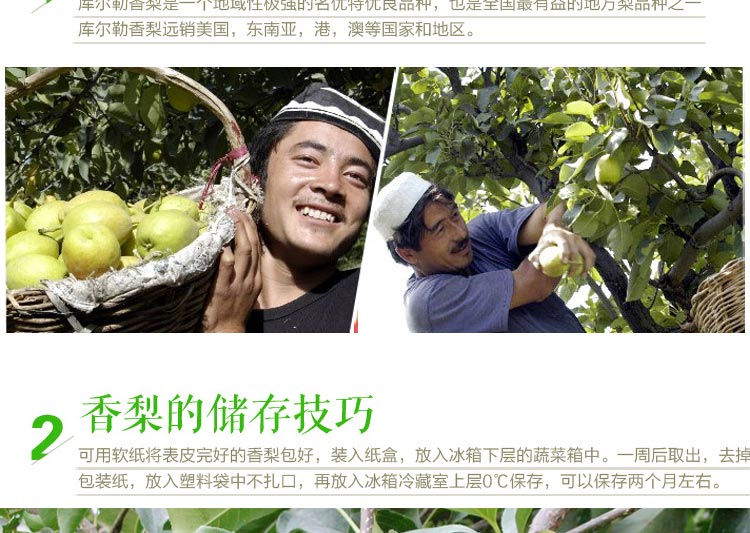 库尔勒香梨是一个地域性极强的名优特优良品种，也是全国最有益的地方梨品种之一
库尔勒香梨远销美国，东南亚，港，澳等国家和地区。
2 香梨的储存技巧
可用软纸将表皮完好的香梨包好，装入纸盒，放入冰箱下层的蔬菜箱中。一周后取出，去掉
包装纸，放入塑料袋中不扎口，再放入冰箱冷藏室上层0℃保存，可以保存两个月左右。